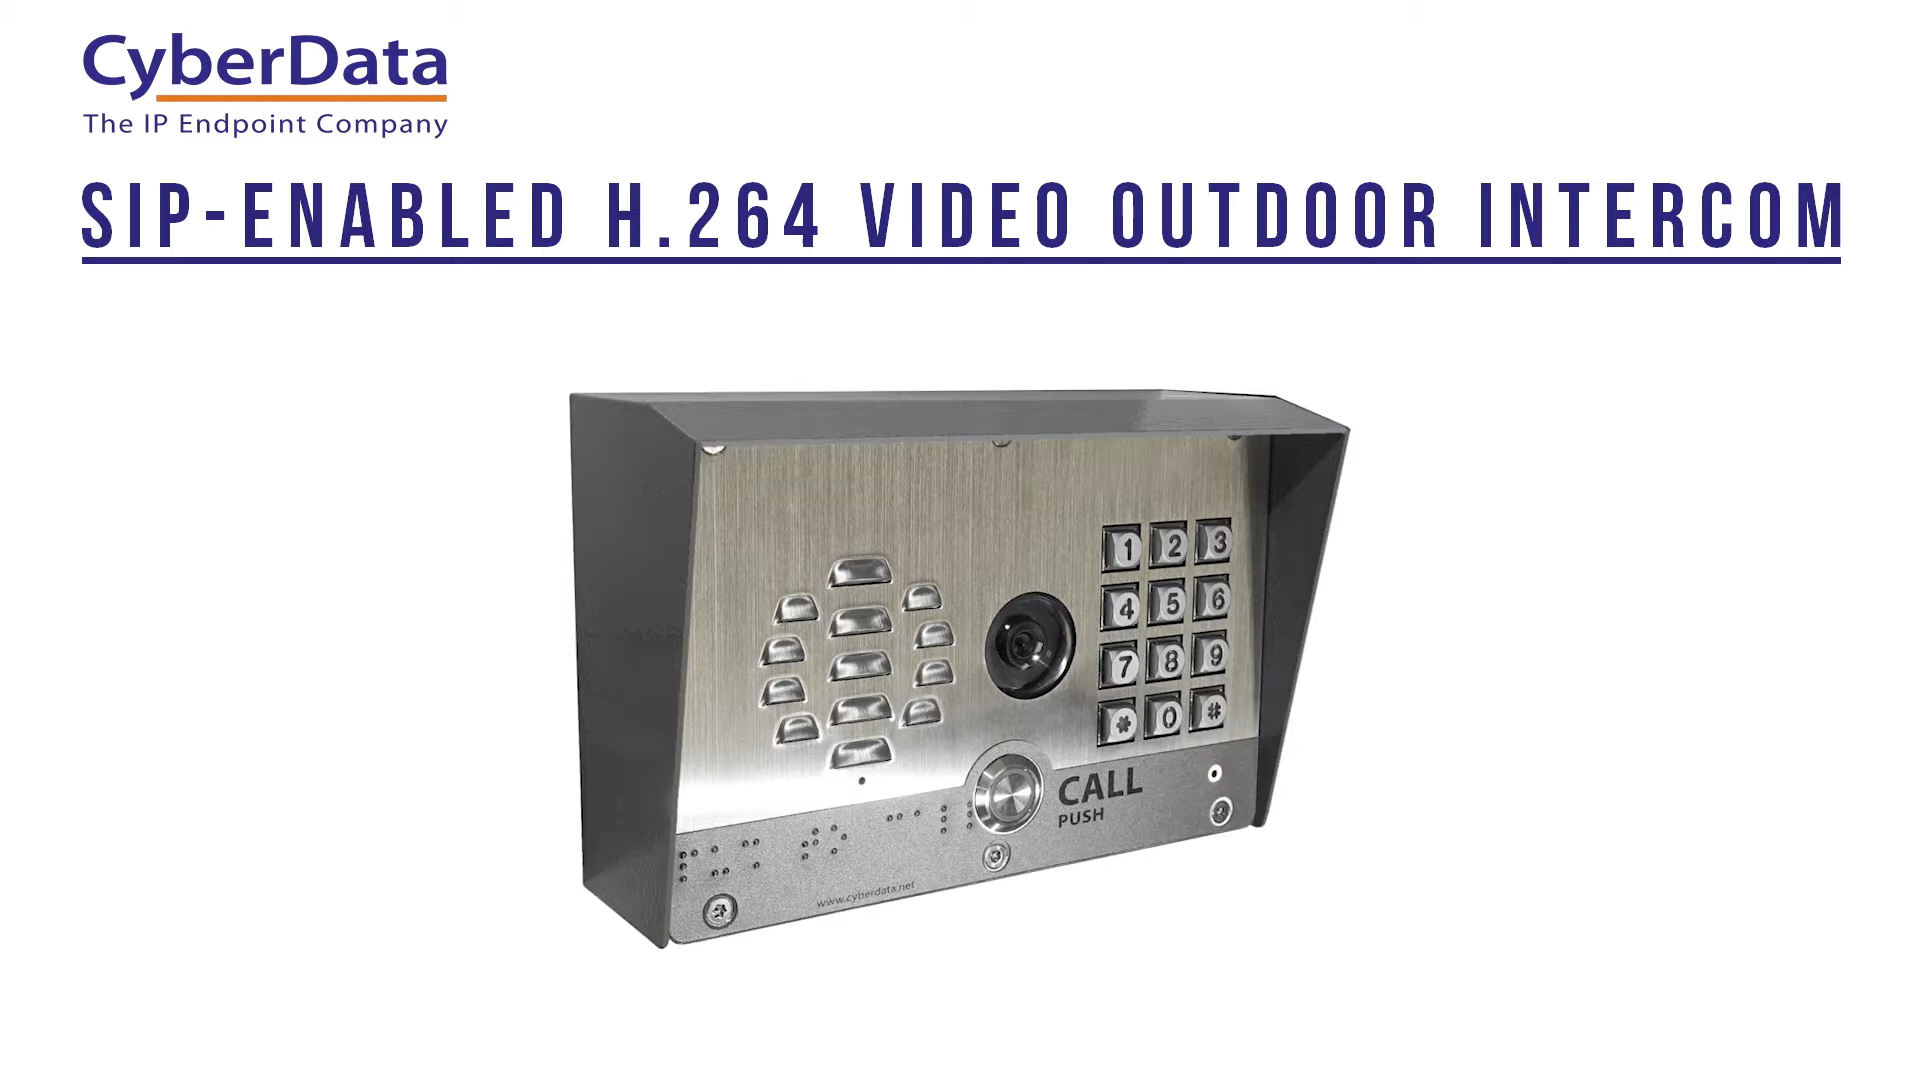 CyberData
The IP Endpoint Company
SIP-ENABLED H.264 VIDEO OUTDOOR INTERCOM
1 2 3
4 5 6
7 8 9
* 0 #
CALL
PUSH
www.cyberdata.net